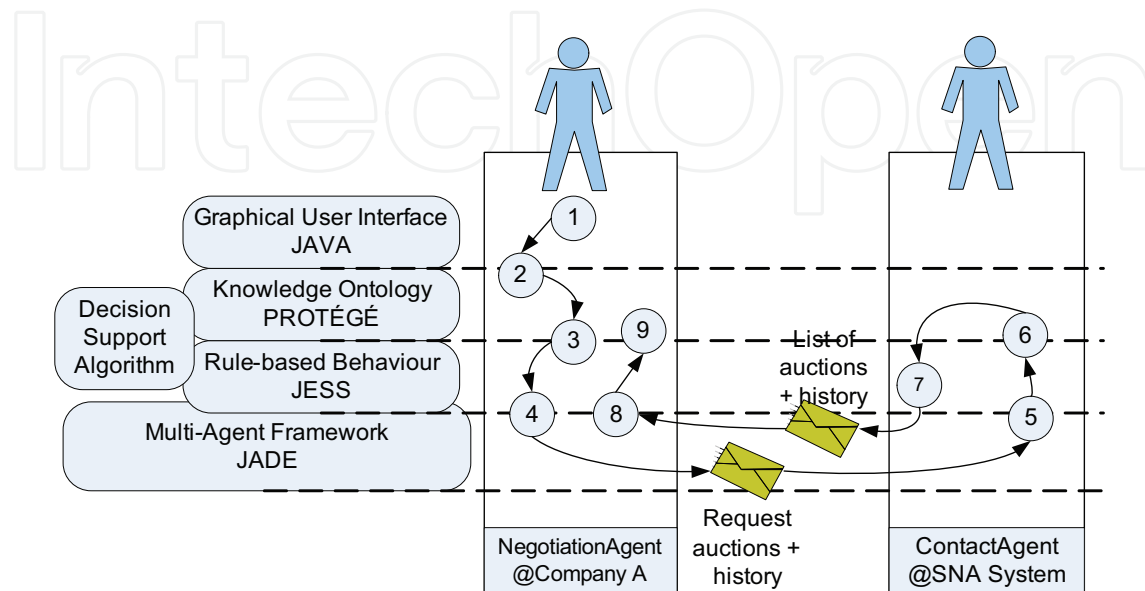 IntechOpen
Graphical User Interface
JAVA
1
2
Knowledge Ontology
PROTÉGÉ
Decision
Support
Algorithm
3
9
6
List of
auctions
+ history
Rule-based Behaviour
JESS
7
4
8
5
Multi-Agent Framework
JADE
Request
auctions +
history
NegotiationAgent
@Company A
ContactAgent
@SNA System